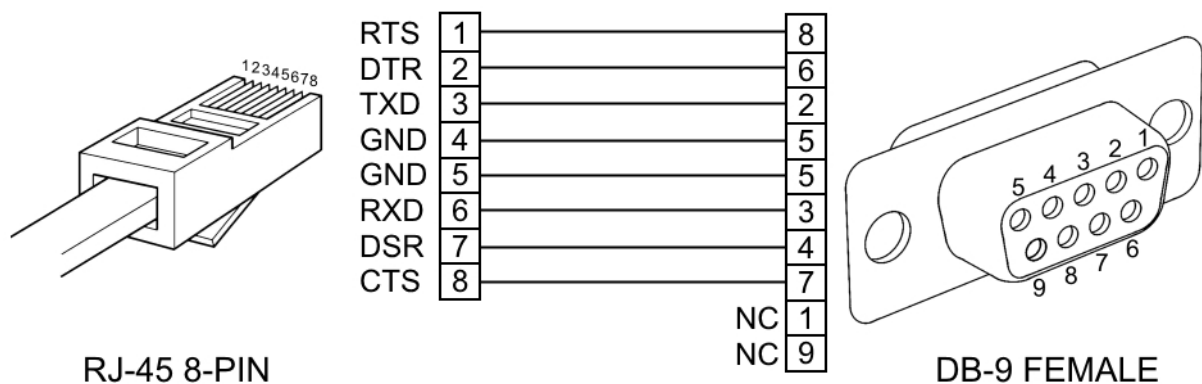 12345678
RTS 1 8
DTR 2 6
TXD 3 2
GND 4 5
GND 5 5
RXD 6 3
DSR 7 4
CTS 8 7
NC 1
NC 9
5 4 3 2 1
9 8 7 6
RJ-45 8-PIN
DB-9 FEMALE